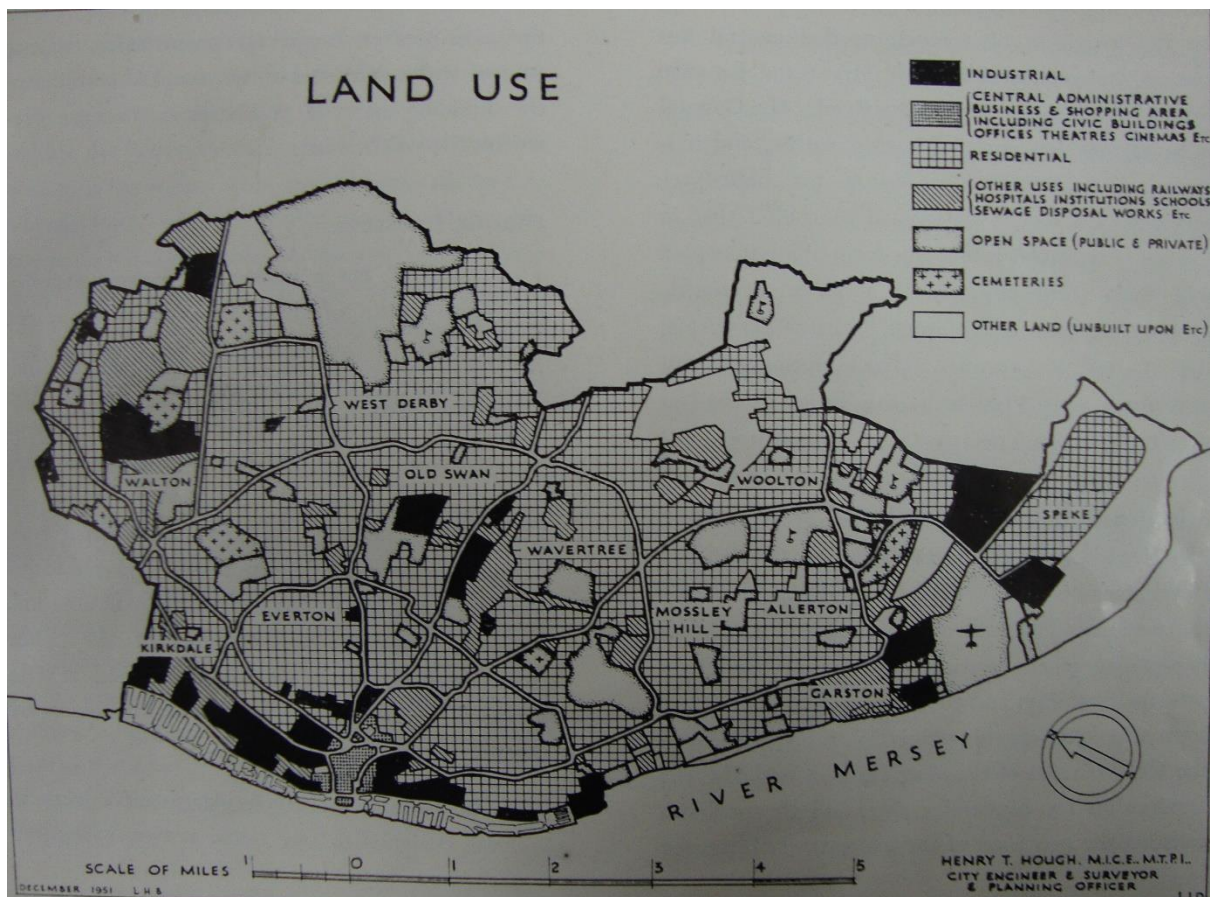 LAND USE
INDUSTRIAL
CENTRAL ADMINISTRATIVE
BUSINESS & SHOPPING AREA
INCLUDING CIVIC BUILDINGS
OFFICES THEATRES CINEMAS ETC
RESIDENTIAL
OTHER USES INCLUDING RAILWAYS
HOSPITALS INSTITUTIONS SCHOOLS
SEWAGE DISPOSAL WORKS ETC
OPEN SPACE (PUBLIC & PRIVATE)
CEMETERIES
OTHER LAND (UNBUILT UPON ETC)
WEST DERBY
OLD SWAN
WALTON
WOOLTON
SPEKE
WAVERTREE
EVERTON
MOSSLEY
HILL
ALLERTON
KIRKDALE
GARSTON
RIVER MERSEY
SCALE OF MILES
1 0 1 2 3 4 5
DECEMBER 1951 L H B
HENRY T. HOUGH, M.I.C.E., M.T.P.I.,
CITY ENGINEER & SURVEYOR
& PLANNING OFFICER